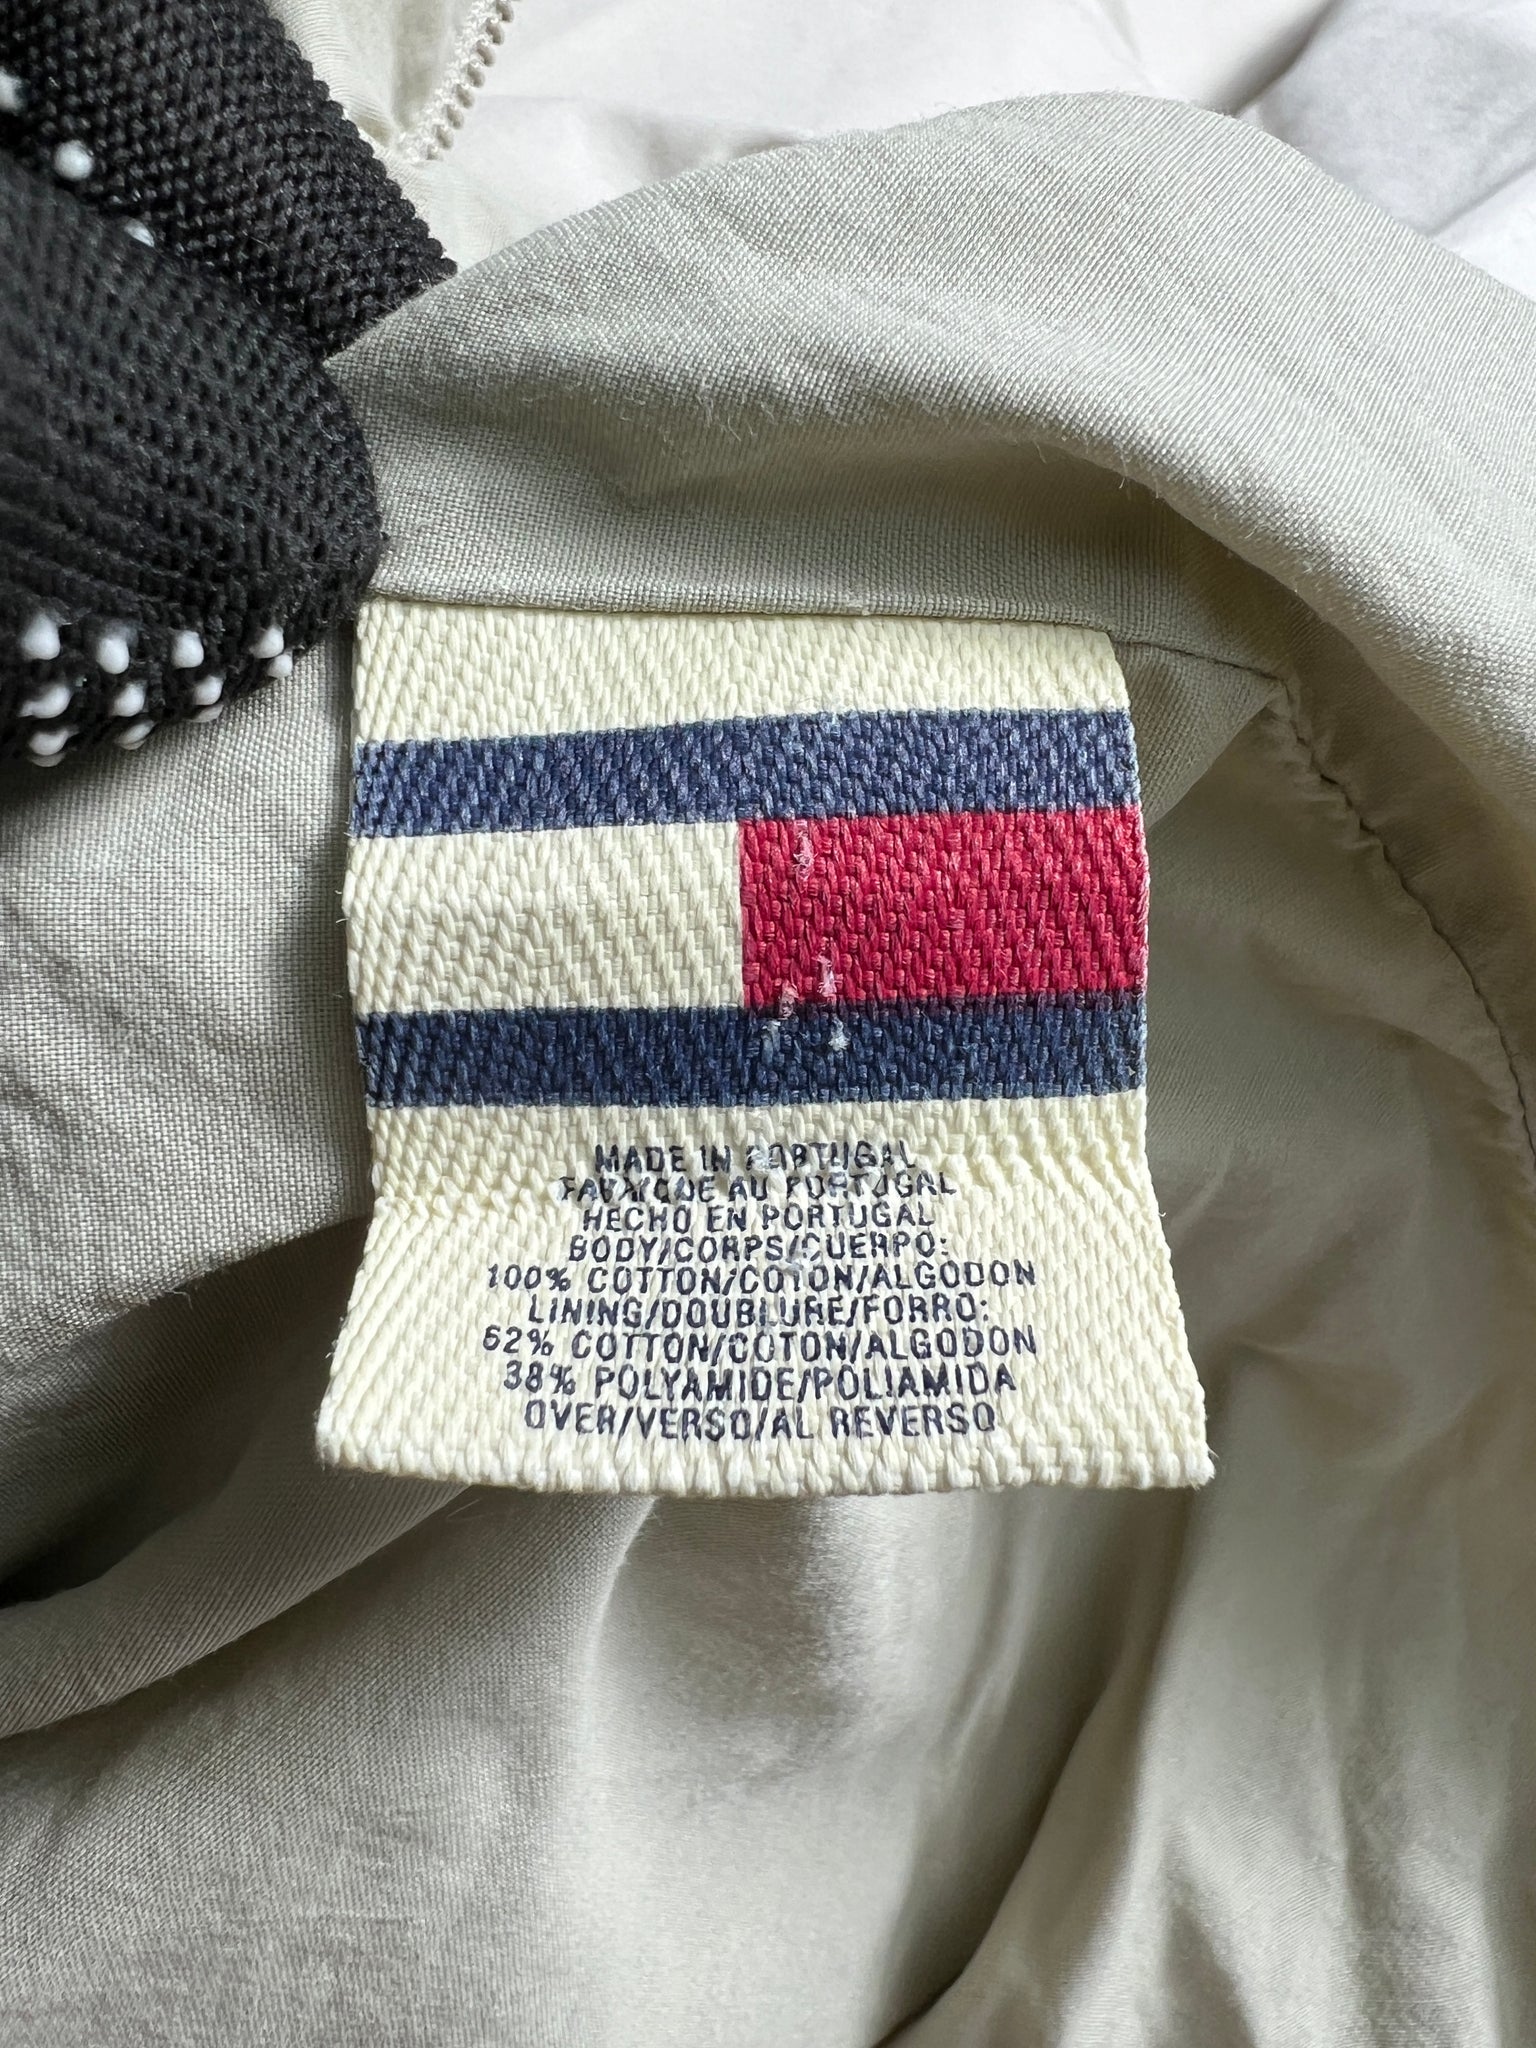 MADE IN PORTUGAL
FABRIQUE AU PORTUGAL
HECHO EN PORTUGAL
BODY/CORPS/CUERPO:
100% COTTON/COTON/ALGODON
LINING/DOUBLURE/FORRO:
62% COTTON/COTON/ALGODON
38% POLYAMIDE/POLIAMIDA
OVER/VERSO/AL REVERSO